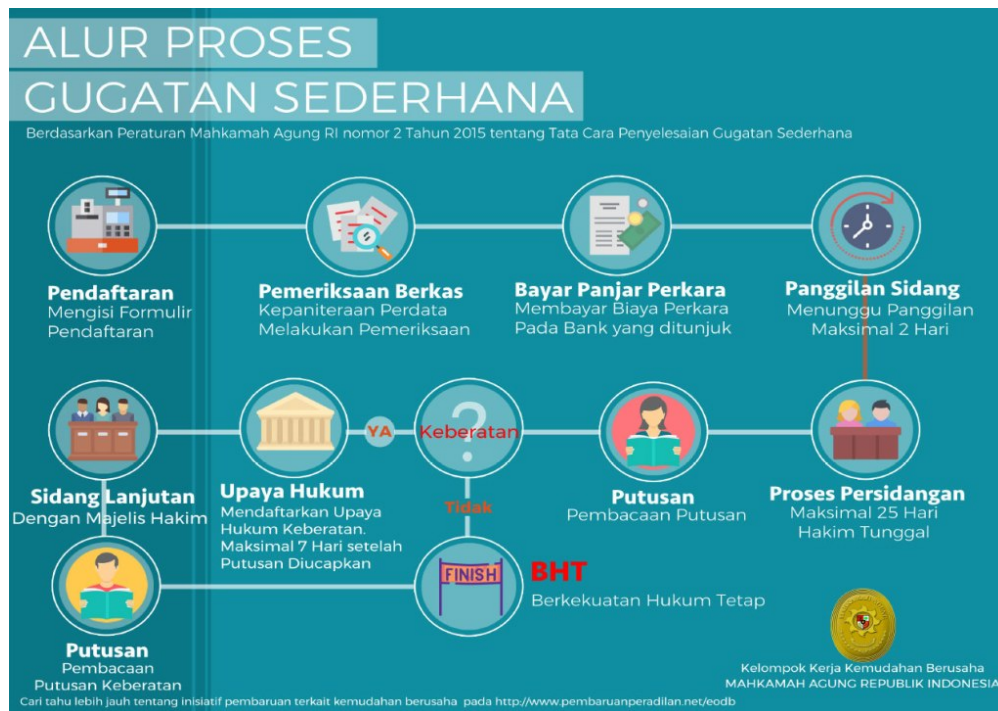 ALUR PROSES
GUGATAN SEDERHANA
Berdasarkan Peraturan Mahkamah Agung RI nomor 2 Tahun 2015 tentang Tata Cara Penyelesaian Gugatan Sederhana
Pendaftaran
Mengisi Formulir
Pendaftaran
Pemeriksaan Berkas
Kepaniteraan Perdata
Melakukan Pemeriksaan
Bayar Panjar Perkara
Membayar Biaya Perkara
Pada Bank yang ditunjuk
Panggilan Sidang
Menunggu Panggilan
Maksimal 2 Hari
Proses Persidangan
Maksimal 25 Hari
Hakim Tunggal
Putusan
Pembacaan Putusan
?
Keberatan
YA
Tidak
Upaya Hukum
Mendaftarkan Upaya
Hukum Keberatan.
Maksimal 7 Hari setelah
Putusan Diucapkan
Sidang Lanjutan
Dengan Majelis Hakim
Putusan
Pembacaan
Putusan Keberatan
FINISH
BHT
Berkekuatan Hukum Tetap
Kelompok Kerja Kemudahan Berusaha
MAHKAMAH AGUNG REPUBLIK INDONESIA
Cari tahu lebih jauh tentang inisiatif pembaruan terkait kemudahan berusaha pada http://www.pembaruanperadilan.net/eodb